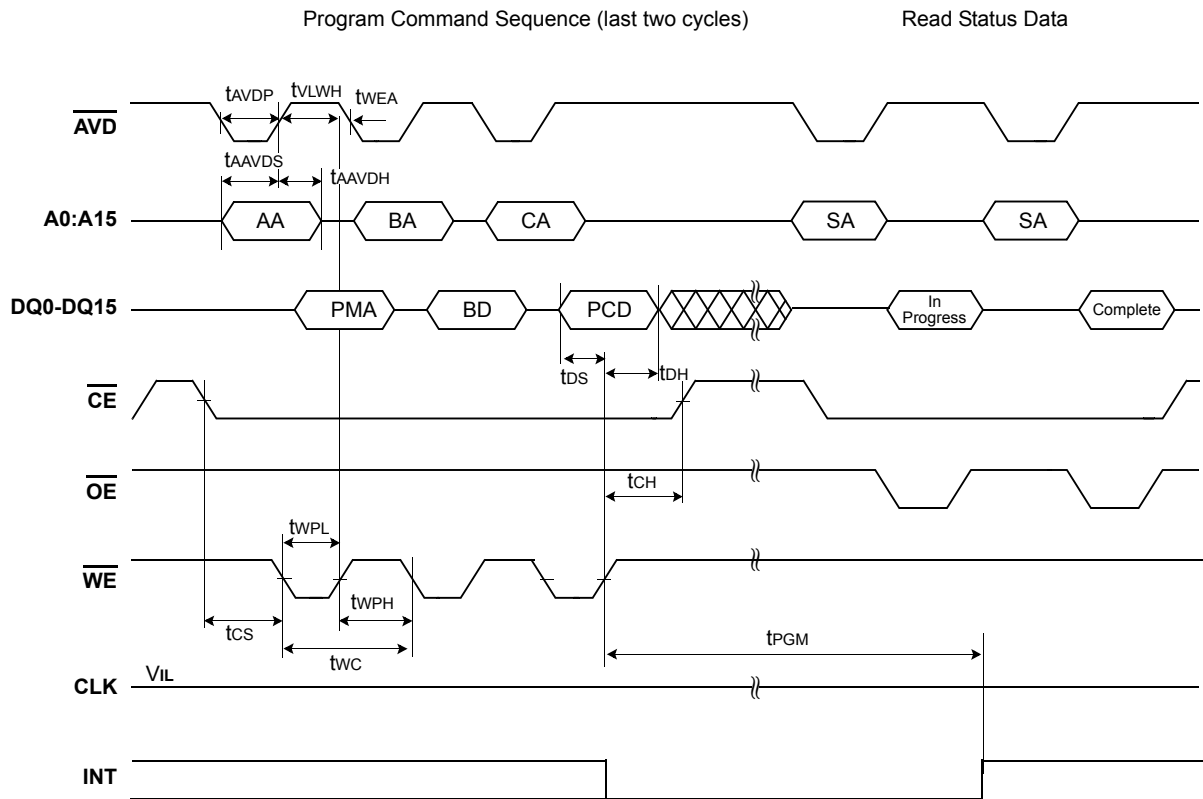 Program Command Sequence (last two cycles) Read Status Data
tAVDP tVLWH tWEA
AVD
tAAVDS tAAVDH
A0:A15 AA BA CA SA SA
DQ0-DQ15 PMA BD PCD In Progress Complete
tDS tDH
CE
OE
tCH
tWPL
WE
tWPH
tCS
tWC
tPGM
CLK VIL
INT